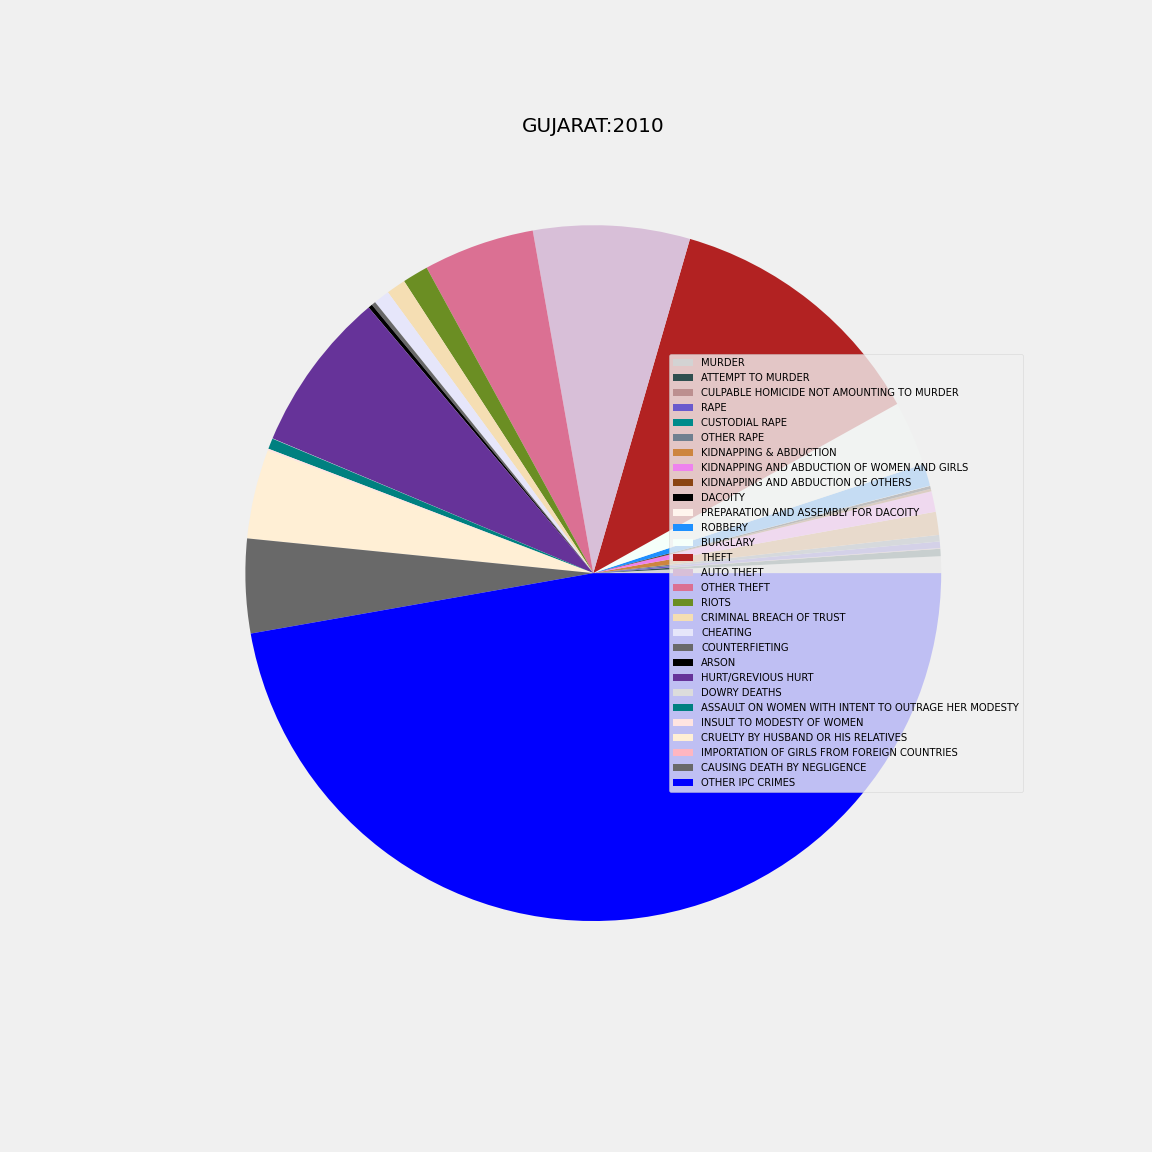 GUJARAT:2010
MURDER
ATTEMPT TO MURDER
CULPABLE HOMICIDE NOT AMOUNTING TO MURDER
RAPE
CUSTODIAL RAPE
OTHER RAPE
KIDNAPPING & ABDUCTION
KIDNAPPING AND ABDUCTION OF WOMEN AND GIRLS
KIDNAPPING AND ABDUCTION OF OTHERS
DACOITY
PREPARATION AND ASSEMBLY FOR DACOITY
ROBBERY
BURGLARY
THEFT
AUTO THEFT
OTHER THEFT
RIOTS
CRIMINAL BREACH OF TRUST
CHEATING
COUNTERFIETING
ARSON
HURT/GREVIOUS HURT
DOWRY DEATHS
ASSAULT ON WOMEN WITH INTENT TO OUTRAGE HER MODESTY
INSULT TO MODESTY OF WOMEN
CRUELTY BY HUSBAND OR HIS RELATIVES
IMPORTATION OF GIRLS FROM FOREIGN COUNTRIES
CAUSING DEATH BY NEGLIGENCE
OTHER IPC CRIMES